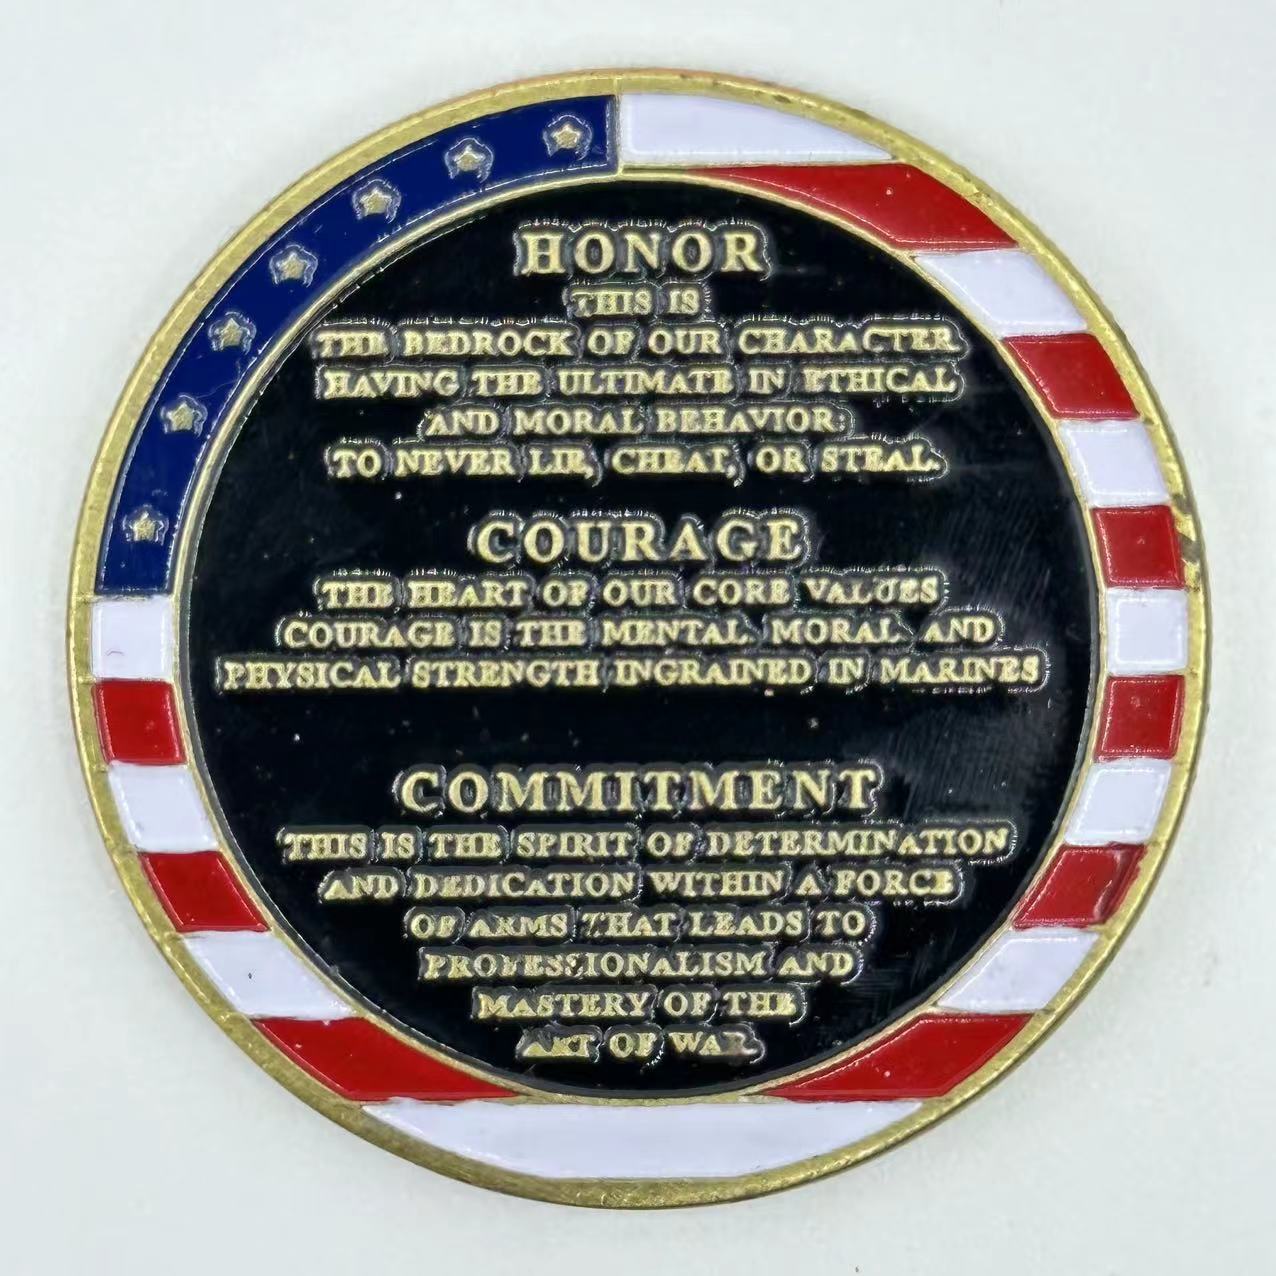 HONOR
THIS IS
THE BEDROCK OF OUR CHARACTER
HAVING THE ULTIMATE IN ETHICAL
AND MORAL BEHAVIOR:
TO NEVER LIE, CHEAT, OR STEAL.
COURAGE
THE HEART OF OUR CORE VALUES
COURAGE IS THE MENTAL. MORAL AND
PHYSICAL STRENGTH INGRAINED IN MARINES
COMMITMENT
THIS IS THE SPIRIT OF DETERMINATION
AND DEDICATION WITHIN A FORCE
OF ARMS THAT LEADS TO
PROFESSIONALISM AND
MASTERY OF THE
ART OF WAR.